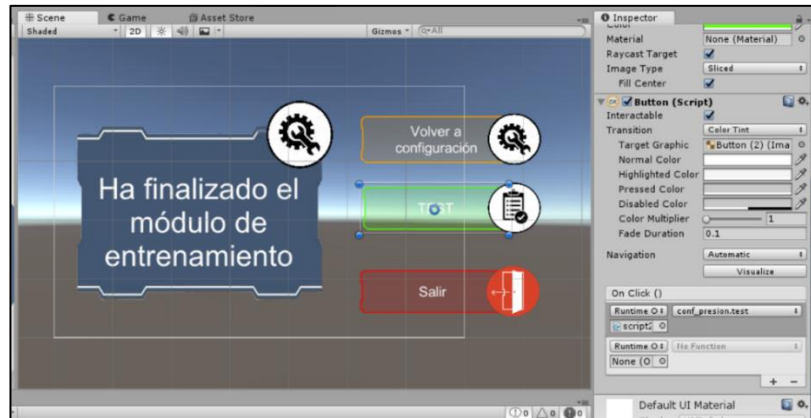 Scene
Game
Asset Store
Shaded
2D
Gizmos
All
Ha finalizado el
módulo de
entrenamiento
Volver a
configuración
TEST
Salir
0 0 0
Inspector
Color
Material None (Material)
Raycast Target
Image Type Sliced
Fill Center
Button (Script)
Interactable
Transition Color Tint
Target Graphic Button (2) (Ima
Normal Color
Highlighted Color
Pressed Color
Disabled Color
Color Multiplier 1
Fade Duration 0.1
Navigation Automatic
Visualize
On Click ()
Runtime O conf_presion.test
script2
Runtime O No Function
None (O
+ -
Default UI Material